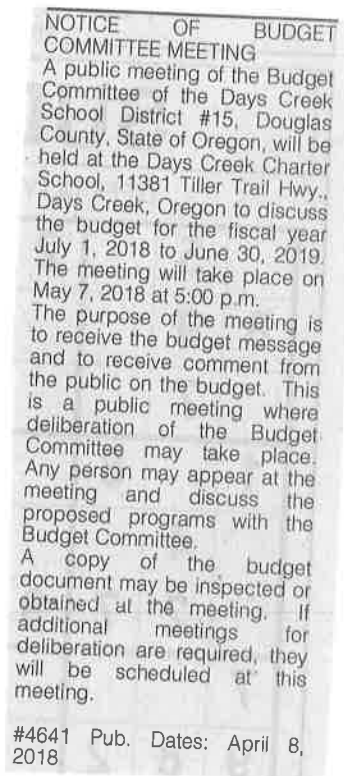 NOTICE OF BUDGET
COMMITTEE MEETING
A public meeting of the Budget
Committee of the Days Creek
School District #15, Douglas
County, State of Oregon, will be
held at the Days Creek Charter
School, 11381 Tiller Trail Hwy.,
Days Creek, Oregon to discuss
the budget for the fiscal year
July 1, 2018 to June 30, 2019.
The meeting will take place on
May 7, 2018 at 5:00 p.m.
The purpose of the meeting is
to receive the budget message
and to receive comment from
the public on the budget. This
is a public meeting where
deliberation of the Budget
Committee may take place.
Any person may appear at the
meeting and discuss the
proposed programs with the
Budget Committee.
A copy of the budget
document may be inspected or
obtained at the meeting. If
additional meetings for
deliberation are required, they
will be scheduled at this
meeting.
#4641 Pub. Dates: April 8,
2018